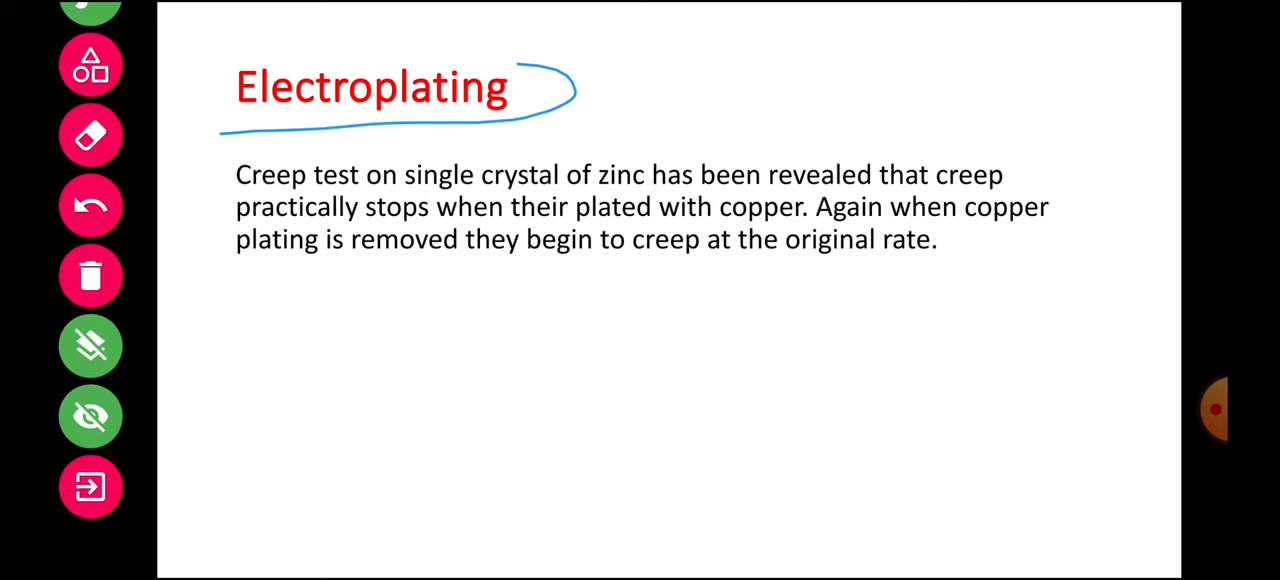 Electroplating
Creep test on single crystal of zinc has been revealed that creep
practically stops when their plated with copper. Again when copper
plating is removed they begin to creep at the original rate.